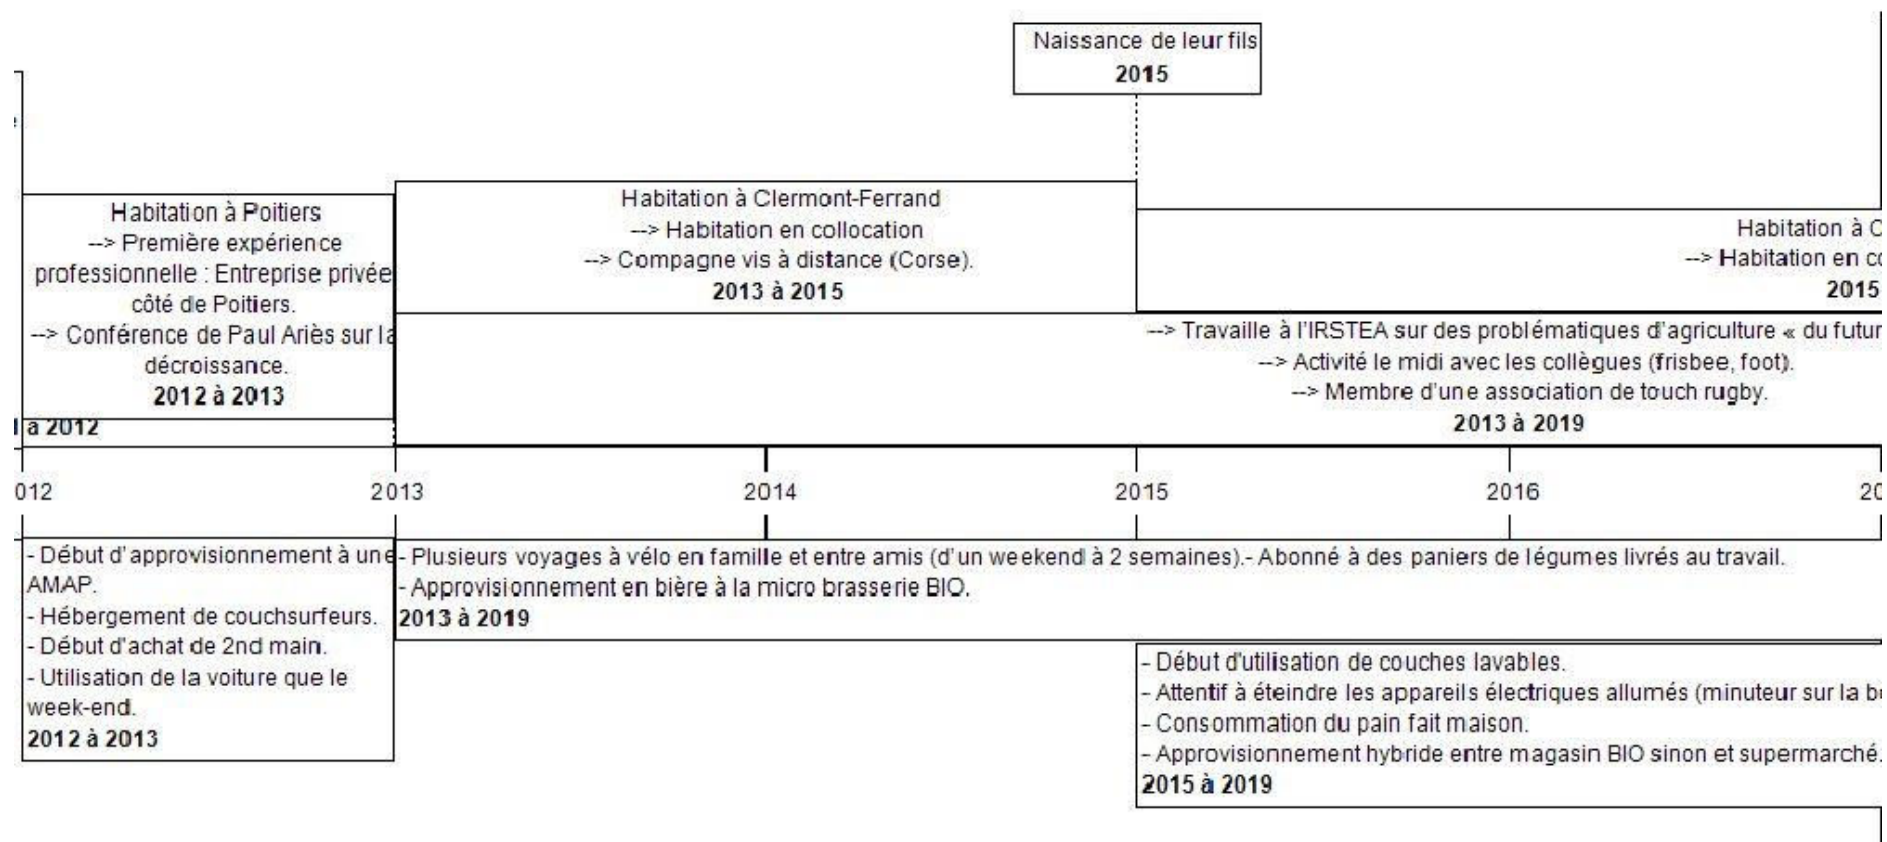 Naissance de leur fils
2015
Habitation à Poitiers
--> Première expérience
professionnelle : Entreprise privée
côté de Poitiers.
--> Conférence de Paul Ariès sur la
décroissance.
2012 à 2013
à 2012
Habitation à Clermont-Ferrand
--> Habitation en collocation
--> Compagne vis à distance (Corse).
2013 à 2015
Habitation à C
--> Habitation en co
2015
--> Travaille à l'IRSTEA sur des problématiques d'agriculture « du futur
--> Activité le midi avec les collègues (frisbee, foot).
--> Membre d'une association de touch rugby.
2013 à 2019
012 2013 2014 2015 2016 20
- Début d'approvisionnement à une
AMAP.
- Hébergement de couchsurfeurs.
- Début d'achat de 2nd main.
- Utilisation de la voiture que le
week-end.
2012 à 2013
- Plusieurs voyages à vélo en famille et entre amis (d'un weekend à 2 semaines).- Abonné à des paniers de légumes livrés au travail.
- Approvisionnement en bière à la micro brasserie BIO.
2013 à 2019
- Début d'utilisation de couches lavables.
- Attentif à éteindre les appareils électriques allumés (minuteur sur la b
- Consommation du pain fait maison.
- Approvisionnement hybride entre magasin BIO sinon et supermarché.
2015 à 2019